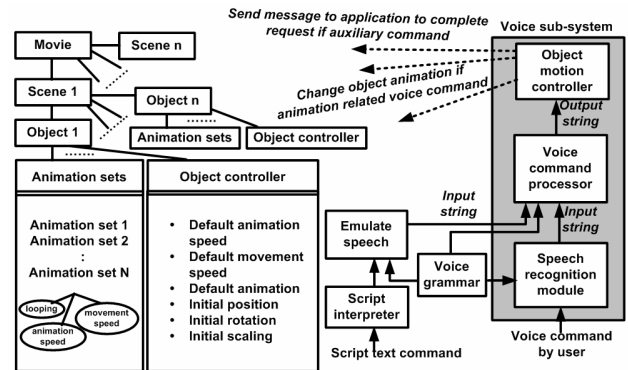 Send message to application to complete
request if auxiliary command
Voice sub-system
Movie
Scene n
Object
motion
controller
Change object animation if
animation related voice command
Scene 1
Object n
Output
string
Object 1
Animation sets
Object controller
Voice
command
processor
Animation sets
Object controller
Animation set 1
Animation set 2
:
Animation set N
looping
movement
speed
animation
speed
• Default animation
speed
• Default movement
speed
• Default animation
• Initial position
• Initial rotation
• Initial scaling
Input
string
Input
string
Emulate
speech
Voice
grammar
Speech
recognition
module
Script
interpreter
Script text command
Voice command
by user